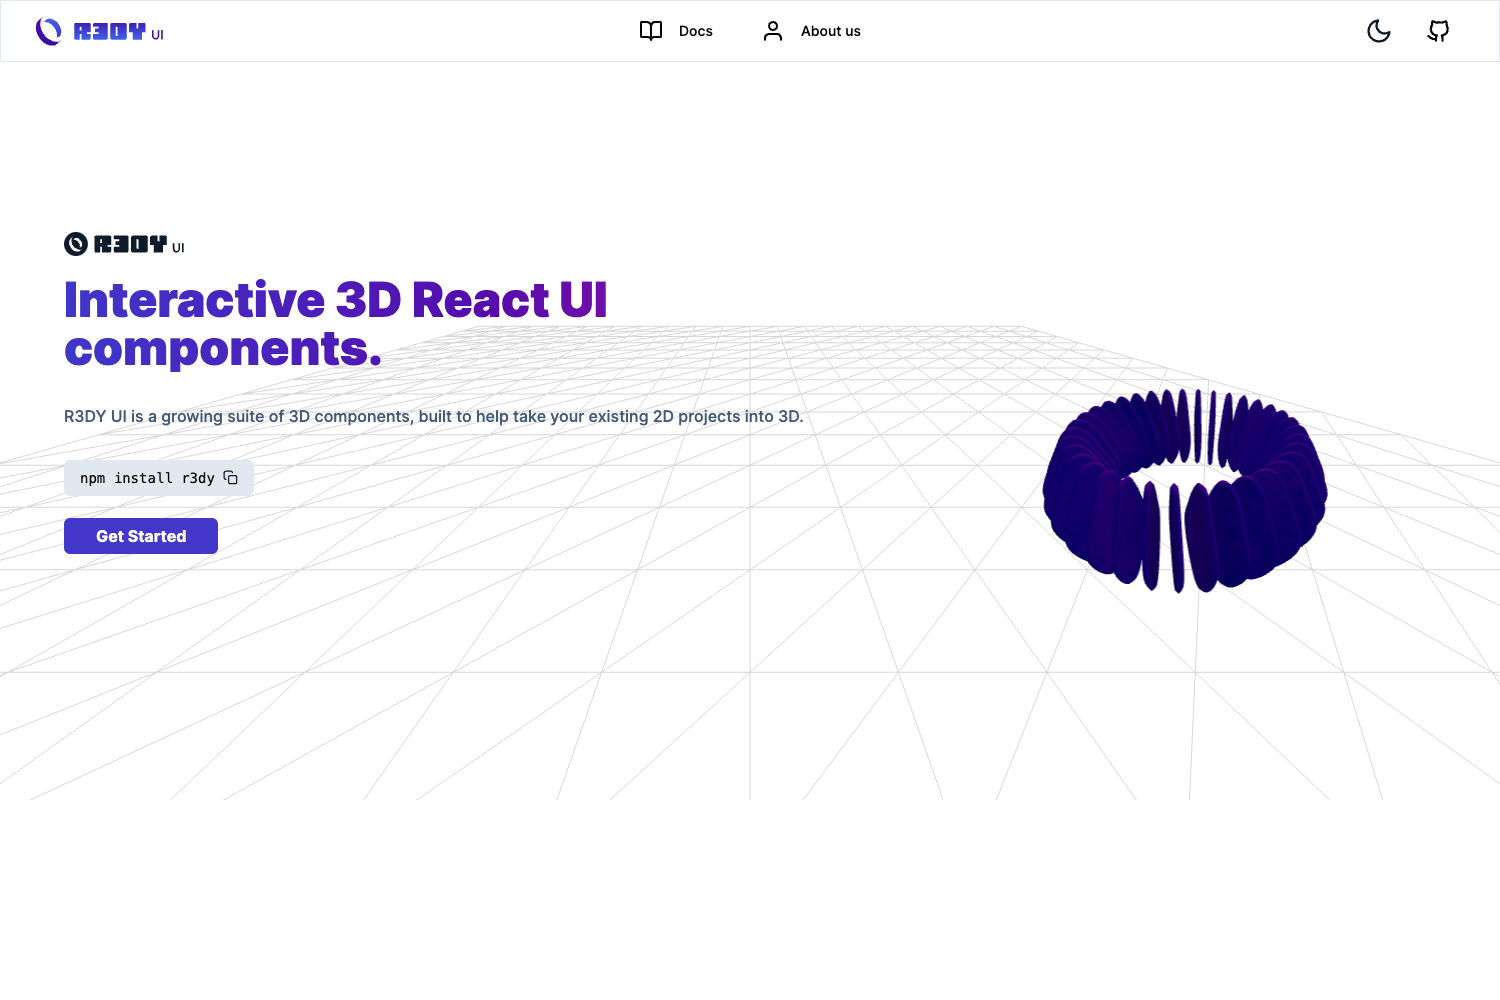 R3DY UI
Docs
About us
R3DY UI
Interactive 3D React UI
components.
R3DY UI is a growing suite of 3D components, built to help take your existing 2D projects into 3D.
npm install r3dy
Get Started